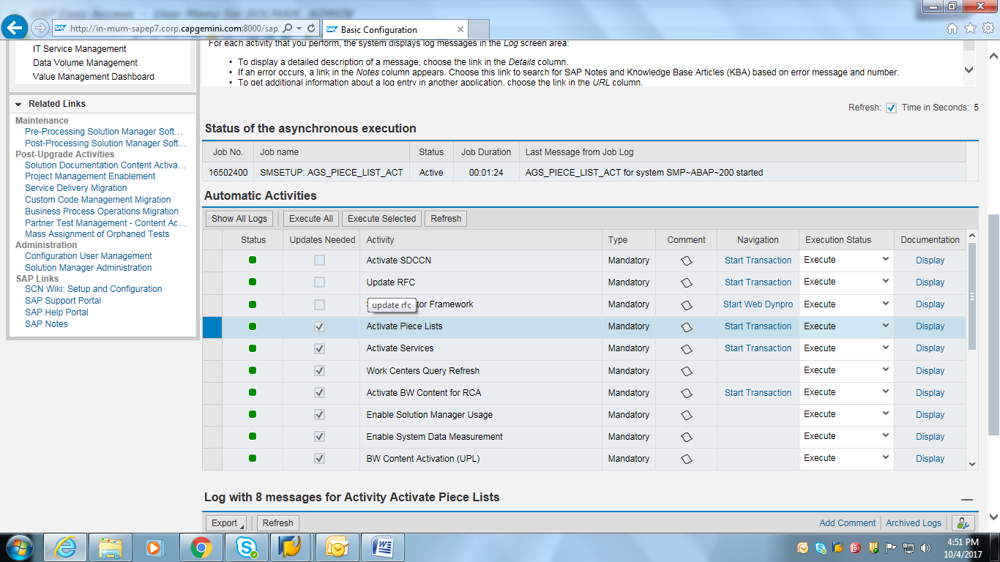 SAP Easy Access - User Menu for SOLMAN_ADMIN
http://in-mum-sapep7.corp.capgemini.com:8000/sap,
Basic Configuration
IT Service Management
Data Volume Management
Value Management Dashboard
Related Links
Maintenance
Pre-Processing Solution Manager Soft...
Post-Processing Solution Manager Soft...
Post-Upgrade Activities
Solution Documentation Content Activa...
Project Management Enablement
Service Delivery Migration
Custom Code Management Migration
Business Process Operations Migration
Partner Test Management - Content Ac...
Mass Assignment of Orphaned Tests
Administration
Configuration User Management
Solution Manager Administration
SAP Links
SCN Wiki: Setup and Configuration
SAP Support Portal
SAP Help Portal
SAP Notes
For each activity that you perform, the system displays log messages in the Log screen area:
• To display a detailed description of a message, choose the link in the Details column.
• If an error occurs, a link in the Notes column appears. Choose this link to search for SAP Notes and Knowledge Base Articles (KBA) based on error message and number.
• To get additional information about a log entry in another application, choose the link in the URL column.
Refresh: Time in Seconds: 5
Status of the asynchronous execution
Job No. Job name Status Job Duration Last Message from Job Log
16502400 SMSETUP: AGS_PIECE_LIST_ACT Active 00:01:24 AGS_PIECE_LIST_ACT for system SMP~ABAP~200 started
Automatic Activities
Show All Logs Execute All Execute Selected Refresh
Status Updates Needed Activity Type Comment Navigation Execution Status Documentation
Activate SDCCN Mandatory Start Transaction Execute Display
Update RFC Mandatory Start Transaction Execute Display
update rfc tor Framework Mandatory Start Web Dynpro Execute Display
Activate Piece Lists Mandatory Start Transaction Execute Display
Activate Services Mandatory Start Transaction Execute Display
Work Centers Query Refresh Mandatory Execute Display
Activate BW Content for RCA Mandatory Start Transaction Execute Display
Enable Solution Manager Usage Mandatory Execute Display
Enable System Data Measurement Mandatory Execute Display
BW Content Activation (UPL) Mandatory Execute Display
Log with 8 messages for Activity Activate Piece Lists
Export Refresh Add Comment Archived Logs
4:51 PM
10/4/2017